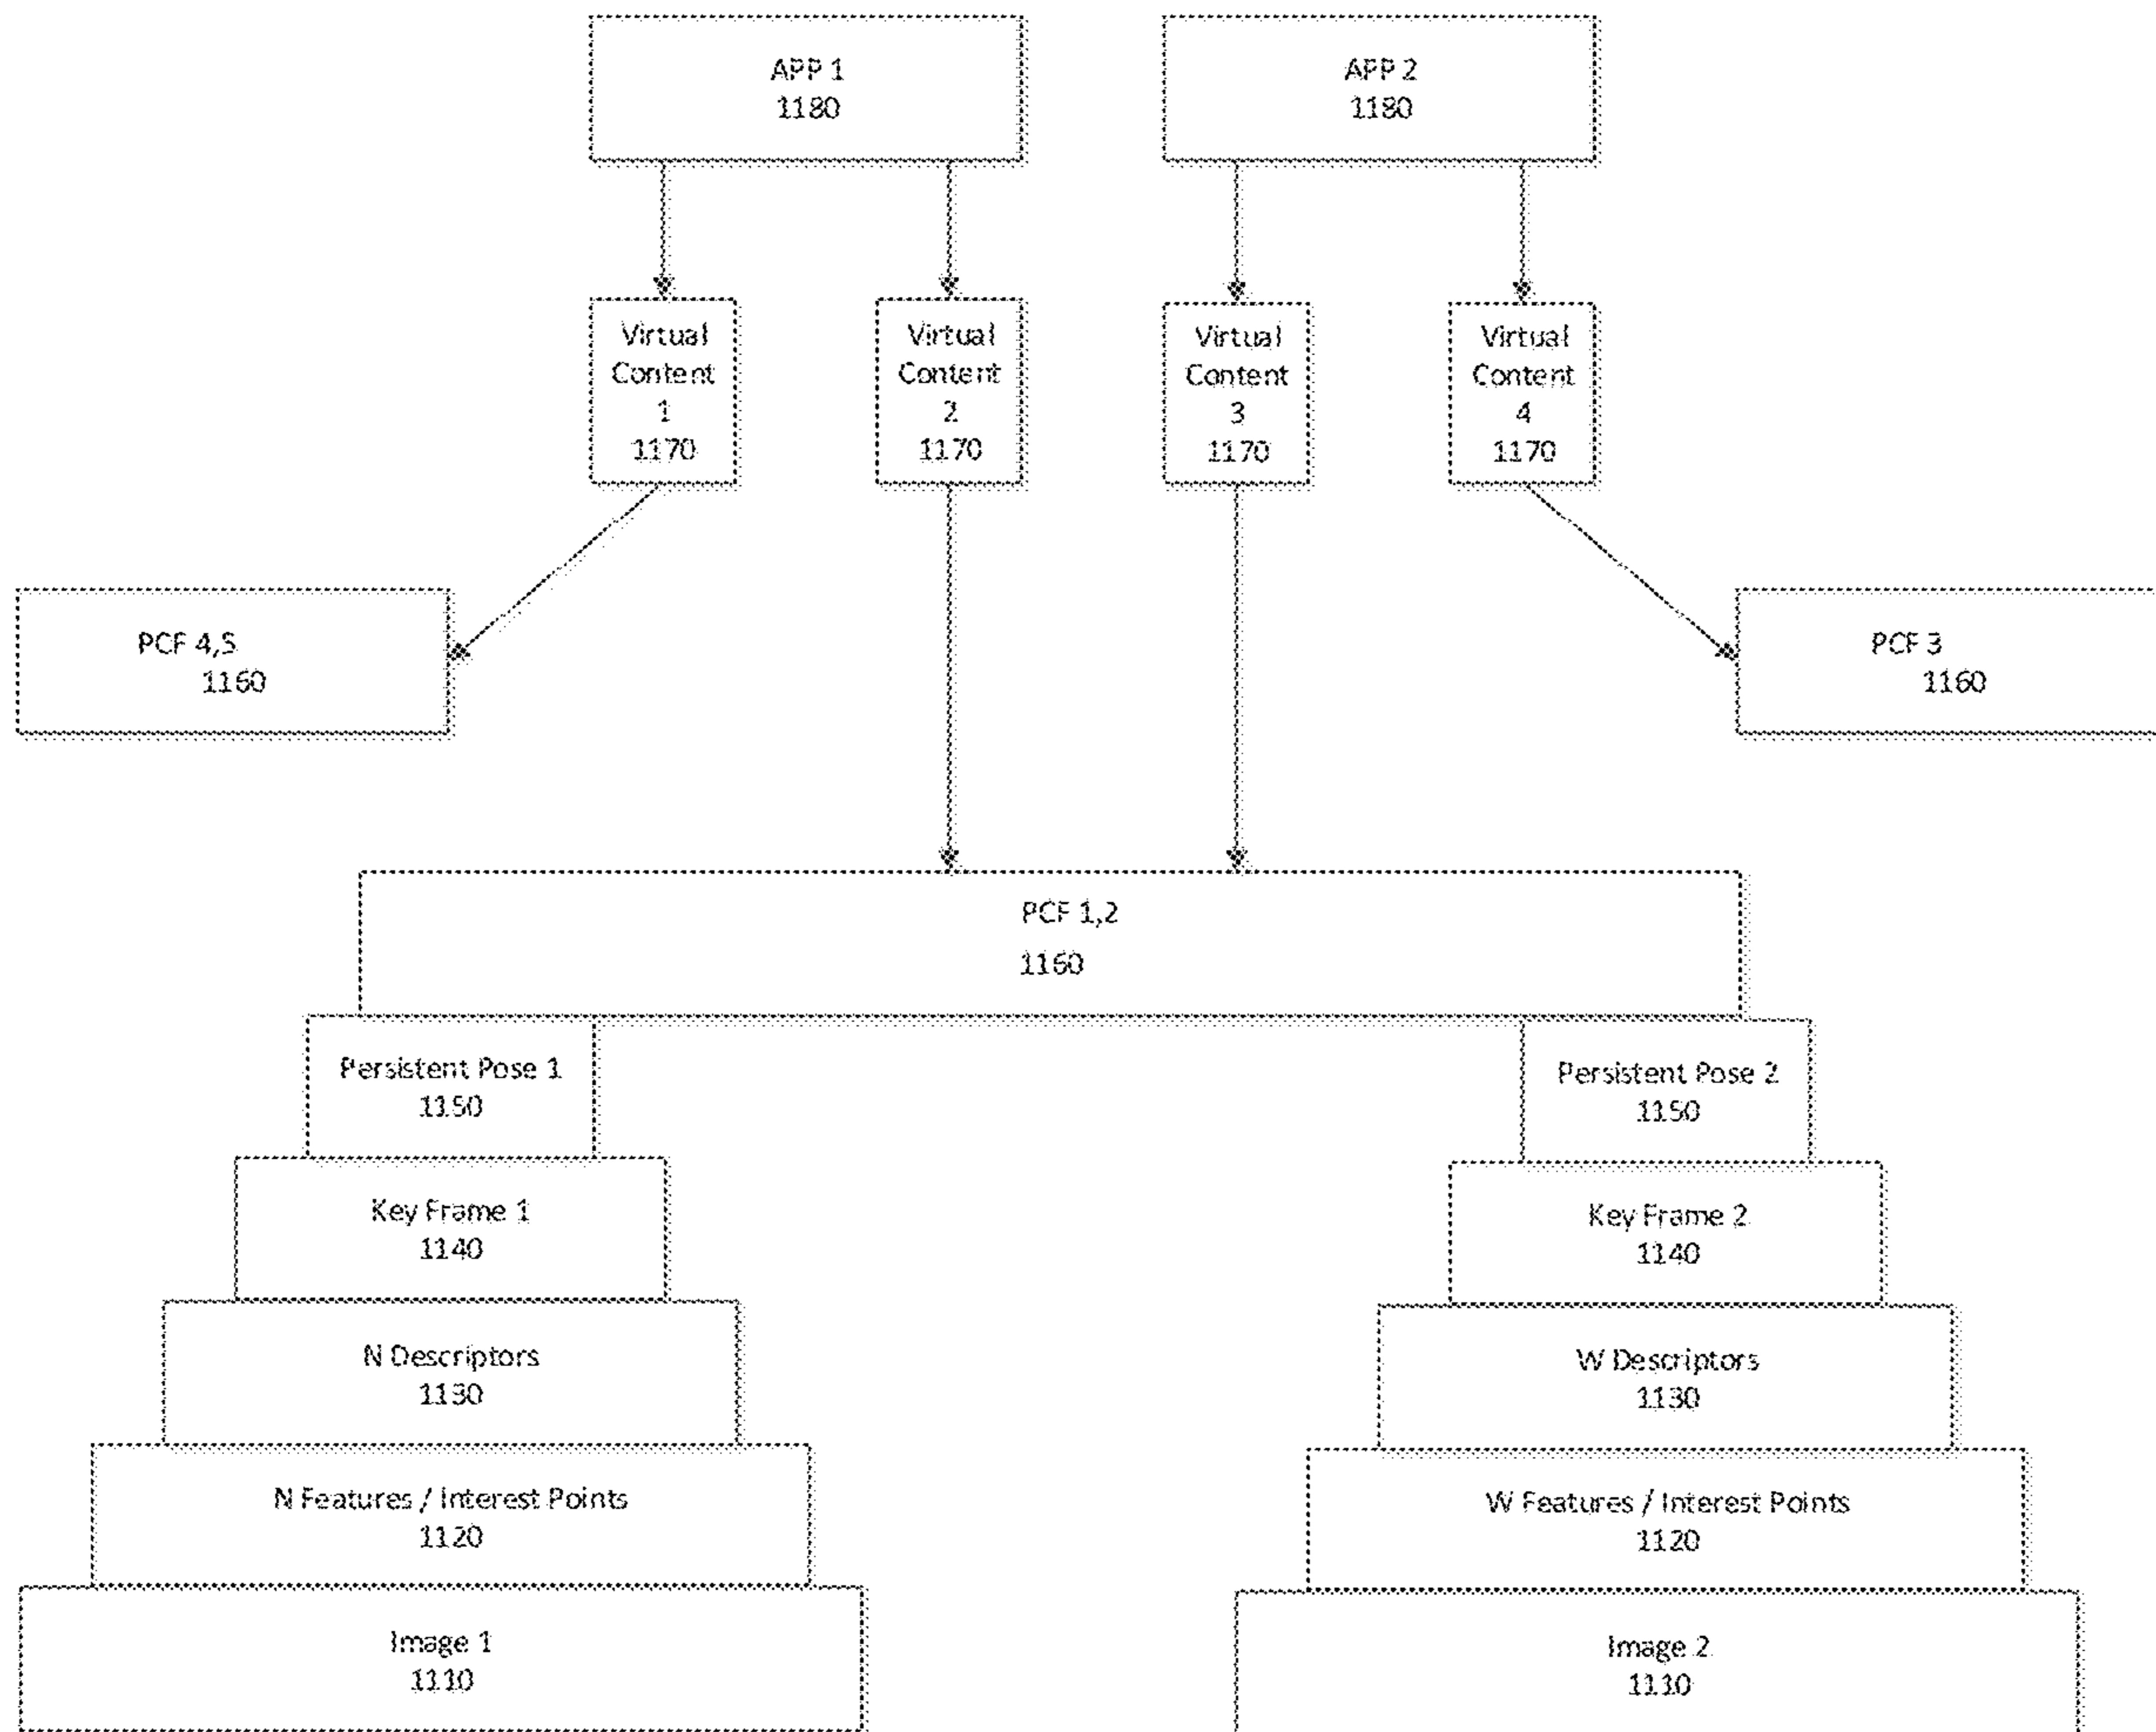 APP 1
1180
APP 2
1180
Virtual
Content
1
1170
Virtual
Content
2
1170
Virtual
Content
3
1170
Virtual
Content
4
1170
PCF 4,5
1160
PCF 3
1160
PCF 1,2
1160
Persistent Pose 1
1150
Persistent Pose 2
1150
Key Frame 1
1140
Key Frame 2
1140
N Descriptors
1130
W Descriptors
1130
N Features / Interest Points
1120
W Features / Interest Points
1120
Image 1
1110
Image 2
1110